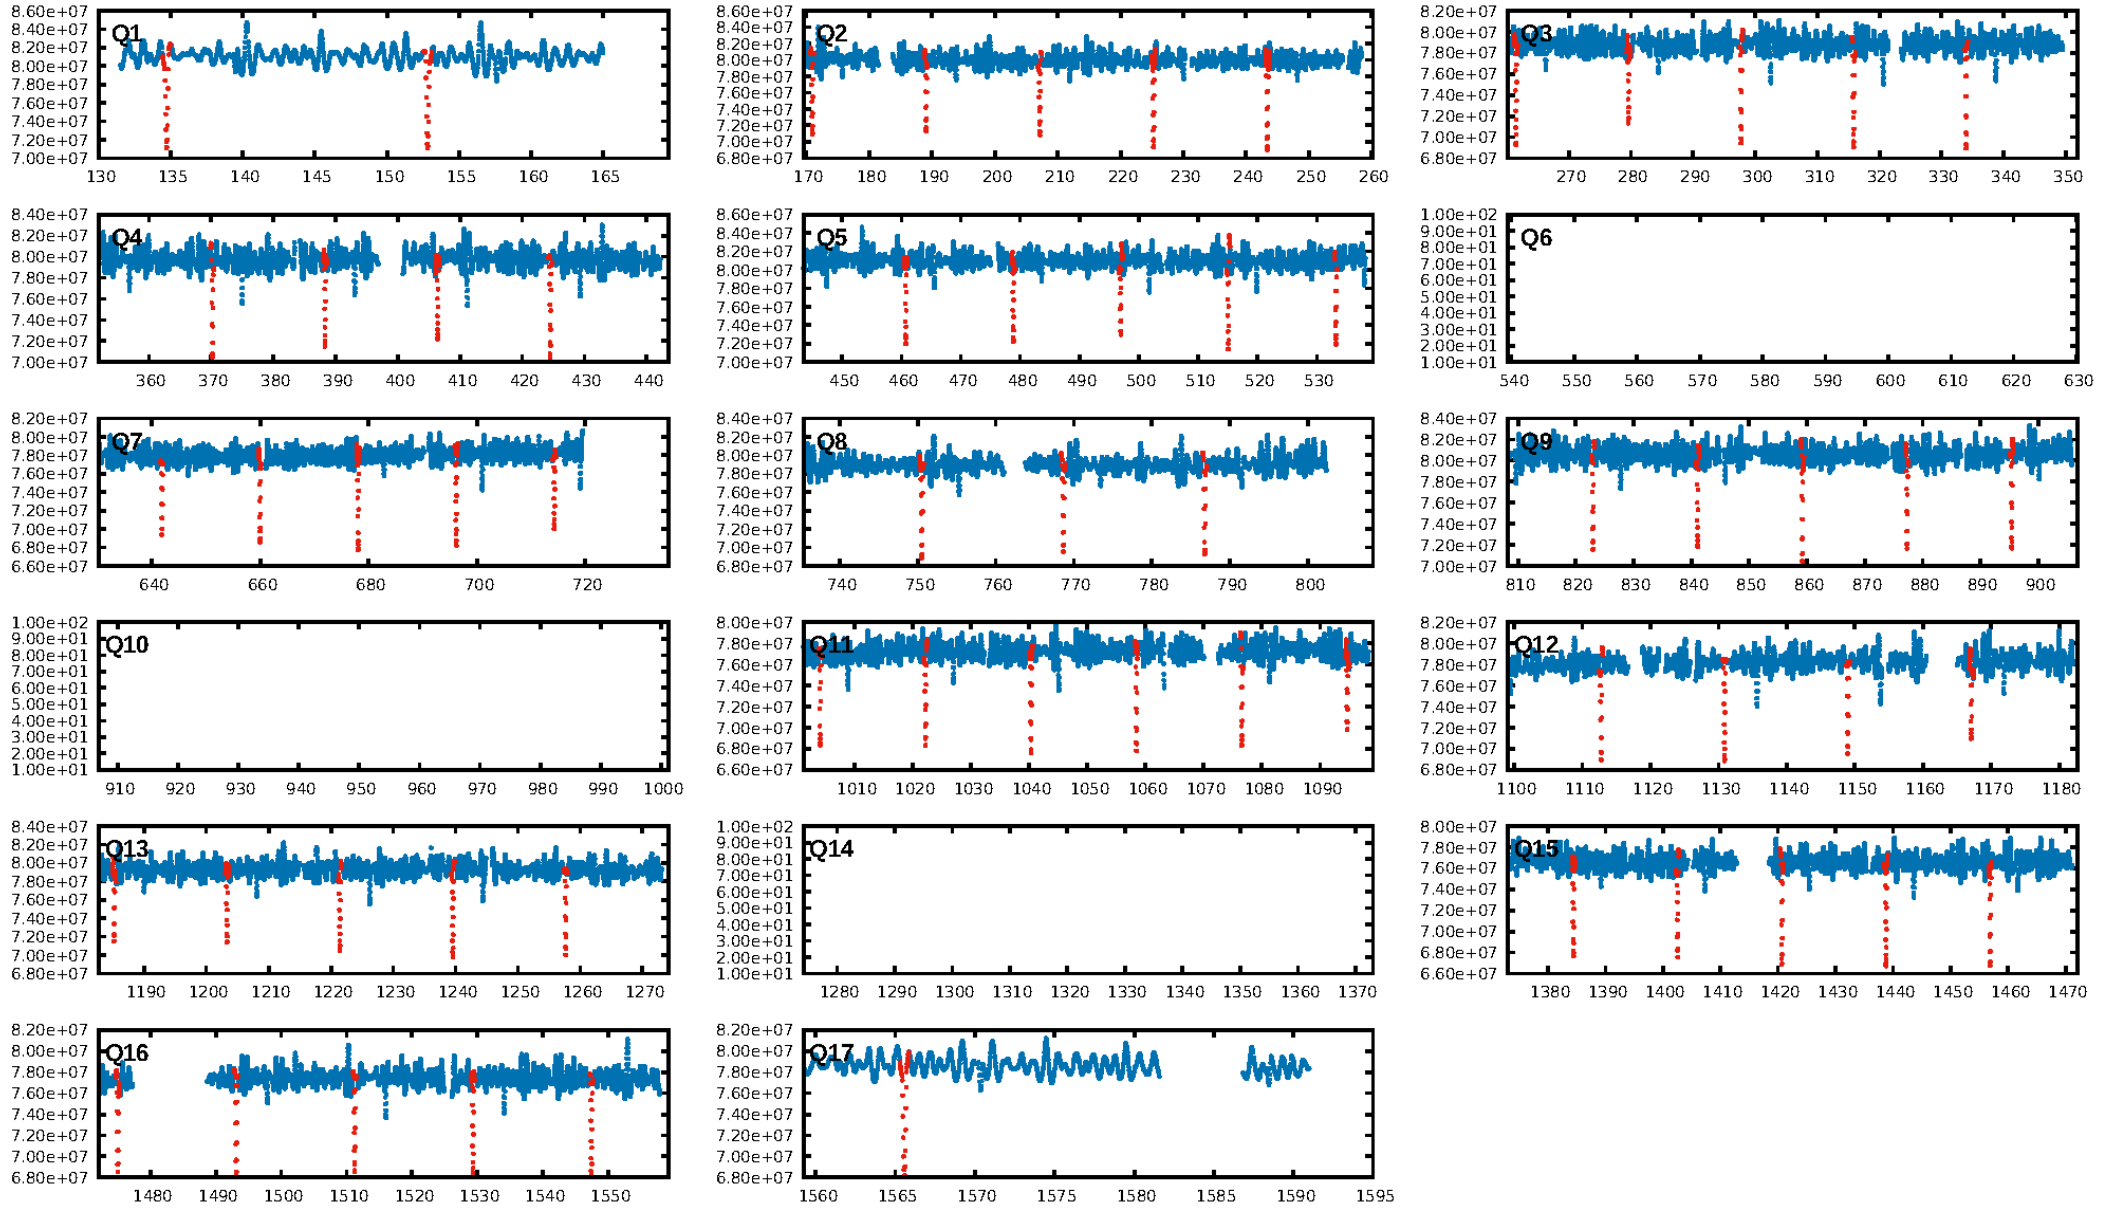 Q1
8.60e+07
8.40e+07
8.20e+07
8.00e+07
7.80e+07
7.60e+07
7.40e+07
7.20e+07
7.00e+07
130 135 140 145 150 155 160 165
Q2
8.60e+07
8.40e+07
8.20e+07
8.00e+07
7.80e+07
7.60e+07
7.40e+07
7.20e+07
7.00e+07
6.80e+07
170 180 190 200 210 220 230 240 250 260
Q3
8.20e+07
8.00e+07
7.80e+07
7.60e+07
7.40e+07
7.20e+07
7.00e+07
6.80e+07
270 280 290 300 310 320 330 340 350
Q4
8.40e+07
8.20e+07
8.00e+07
7.80e+07
7.60e+07
7.40e+07
7.20e+07
7.00e+07
360 370 380 390 400 410 420 430 440
Q5
8.60e+07
8.40e+07
8.20e+07
8.00e+07
7.80e+07
7.60e+07
7.40e+07
7.20e+07
7.00e+07
450 460 470 480 490 500 510 520 530
Q6
1.00e+02
9.00e+01
8.00e+01
7.00e+01
6.00e+01
5.00e+01
4.00e+01
3.00e+01
2.00e+01
1.00e+01
540 550 560 570 580 590 600 610 620 630
Q7
8.20e+07
8.00e+07
7.80e+07
7.60e+07
7.40e+07
7.20e+07
7.00e+07
6.80e+07
6.60e+07
640 660 680 700 720
Q8
8.40e+07
8.20e+07
8.00e+07
7.80e+07
7.60e+07
7.40e+07
7.20e+07
7.00e+07
6.80e+07
740 750 760 770 780 790 800
Q9
8.40e+07
8.20e+07
8.00e+07
7.80e+07
7.60e+07
7.40e+07
7.20e+07
7.00e+07
810 820 830 840 850 860 870 880 890 900
Q10
1.00e+02
9.00e+01
8.00e+01
7.00e+01
6.00e+01
5.00e+01
4.00e+01
3.00e+01
2.00e+01
1.00e+01
910 920 930 940 950 960 970 980 990 1000
Q11
8.00e+07
7.80e+07
7.60e+07
7.40e+07
7.20e+07
7.00e+07
6.80e+07
6.60e+07
1010 1020 1030 1040 1050 1060 1070 1080 1090
Q12
8.20e+07
8.00e+07
7.80e+07
7.60e+07
7.40e+07
7.20e+07
7.00e+07
6.80e+07
1100 1110 1120 1130 1140 1150 1160 1170 1180
Q13
8.40e+07
8.20e+07
8.00e+07
7.80e+07
7.60e+07
7.40e+07
7.20e+07
7.00e+07
6.80e+07
1190 1200 1210 1220 1230 1240 1250 1260 1270
Q14
1.00e+02
9.00e+01
8.00e+01
7.00e+01
6.00e+01
5.00e+01
4.00e+01
3.00e+01
2.00e+01
1.00e+01
1280 1290 1300 1310 1320 1330 1340 1350 1360 1370
Q15
8.00e+07
7.80e+07
7.60e+07
7.40e+07
7.20e+07
7.00e+07
6.80e+07
6.60e+07
1380 1390 1400 1410 1420 1430 1440 1450 1460 1470
Q16
8.20e+07
8.00e+07
7.80e+07
7.60e+07
7.40e+07
7.20e+07
7.00e+07
6.80e+07
1480 1490 1500 1510 1520 1530 1540 1550
Q17
8.20e+07
8.00e+07
7.80e+07
7.60e+07
7.40e+07
7.20e+07
7.00e+07
6.80e+07
1560 1565 1570 1575 1580 1585 1590 1595